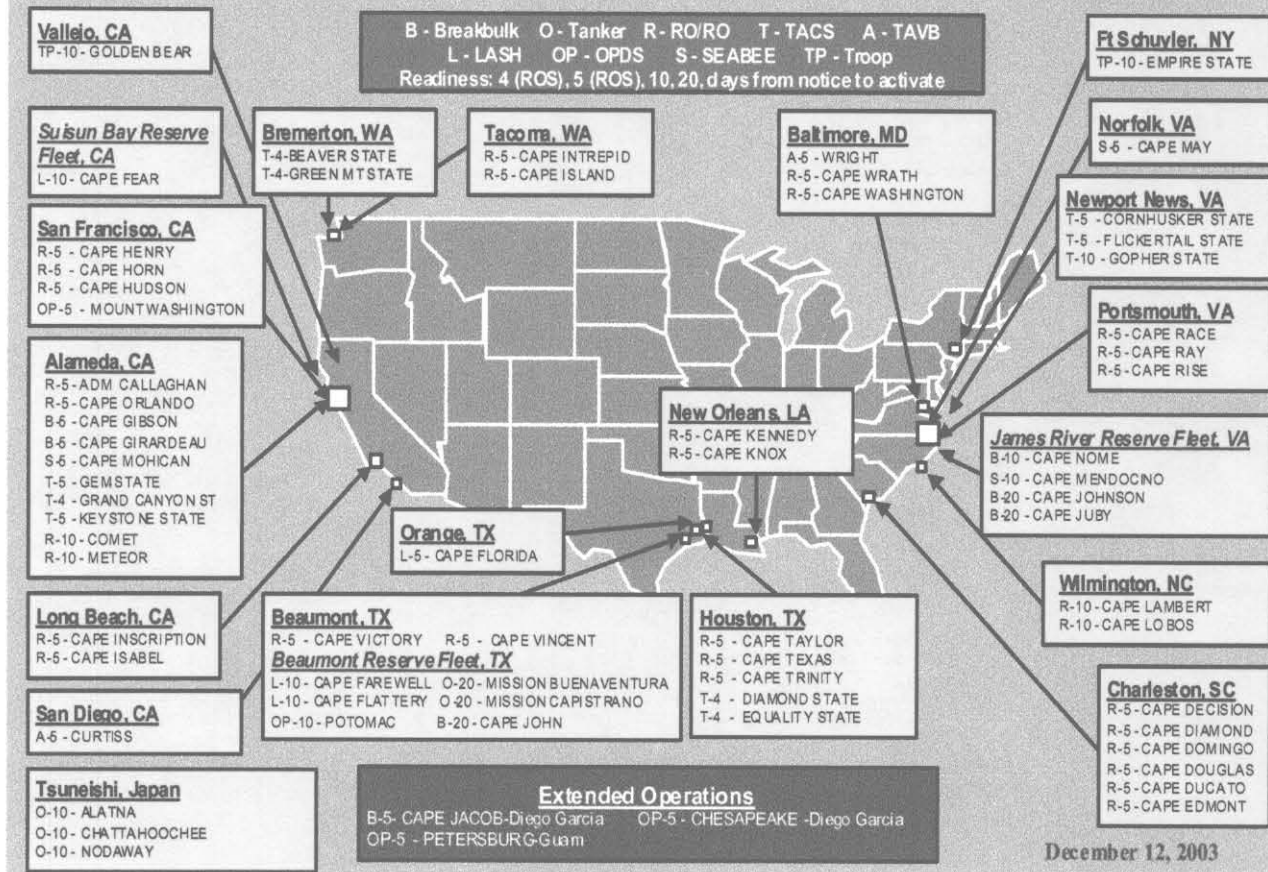 B - Breakbulk O - Tanker R - RO/RO T - TACS A - TAVB
L - LASH OP - OPDS S - SEABEE TP - Troop
Readiness: 4 (ROS), 5 (ROS), 10, 20, days from notice to activate
Vallejo, CA
TP-10 - GOLDEN BEAR
Suisun Bay Reserve
Fleet, CA
L-10 - CAPE FEAR
San Francisco, CA
R-5 - CAPE HENRY
R-5 - CAPE HORN
R-5 - CAPE HUDSON
OP-5 - MOUNT WASHINGTON
Alameda, CA
R-5 - ADM CALLAGHAN
R-5 - CAPE ORLANDO
B-5 - CAPE GIBSON
B-5 - CAPE GIRARDEAU
S-5 - CAPE MOHICAN
T-5 - GEM STATE
T-4 - GRAND CANYON ST
T-5 - KEYSTONE STATE
R-10 - COMET
R-10 - METEOR
Long Beach, CA
R-5 - CAPE INSCRIPTION
R-5 - CAPE ISABEL
San Diego, CA
A-5 - CURTISS
Tsuneishi, Japan
O-10 - ALATNA
O-10 - CHATTAHOOCHEE
O-10 - NODAWAY
Bremerton, WA
T-4 - BEAVER STATE
T-4 - GREEN MT STATE
Tacoma, WA
R-5 - CAPE INTREPID
R-5 - CAPE ISLAND
Baltimore, MD
A-5 - WRIGHT
R-5 - CAPE WRATH
R-5 - CAPE WASHINGTON
New Orleans, LA
R-5 - CAPE KENNEDY
R-5 - CAPE KNOX
Orange, TX
L-5 - CAPE FLORIDA
Beaumont, TX
R-5 - CAPE VICTORY R-5 - CAPE VINCENT
Beaumont Reserve Fleet, TX
L-10 - CAPE FAREWELL O-20 - MISSION BUENAVENTURA
L-10 - CAPE FLATTERY O-20 - MISSION CAPISTRANO
OP-10 - POTOMAC B-20 - CAPE JOHN
Houston, TX
R-5 - CAPE TAYLOR
R-5 - CAPE TEXAS
R-5 - CAPE TRINITY
T-4 - DIAMOND STATE
T-4 - EQUALITY STATE
Extended Operations
B-5- CAPE JACOB-Diego Garcia OP-5 - CHESAPEAKE -Diego Garcia
OP-5 - PETERSBURG-Guam
Ft Schuyler, NY
TP-10 - EMPIRE STATE
Norfolk, VA
S-5 - CAPE MAY
Newport News, VA
T-5 - CORNHUSKER STATE
T-5 - FLICKERTAIL STATE
T-10 - GOPHER STATE
Portsmouth, VA
R-5 - CAPE RACE
R-5 - CAPE RAY
R-5 - CAPE RISE
James River Reserve Fleet, VA
B-10 - CAPE NOME
S-10 - CAPE MENDOCINO
B-20 - CAPE JOHNSON
B-20 - CAPE JUBY
Wilmington, NC
R-10 - CAPE LAMBERT
R-10 - CAPE LOBOS
Charleston, SC
R-5 - CAPE DECISION
R-5 - CAPE DIAMOND
R-5 - CAPE DOMINGO
R-5 - CAPE DOUGLAS
R-5 - CAPE DUCATO
R-5 - CAPE EDMONT
December 12, 2003